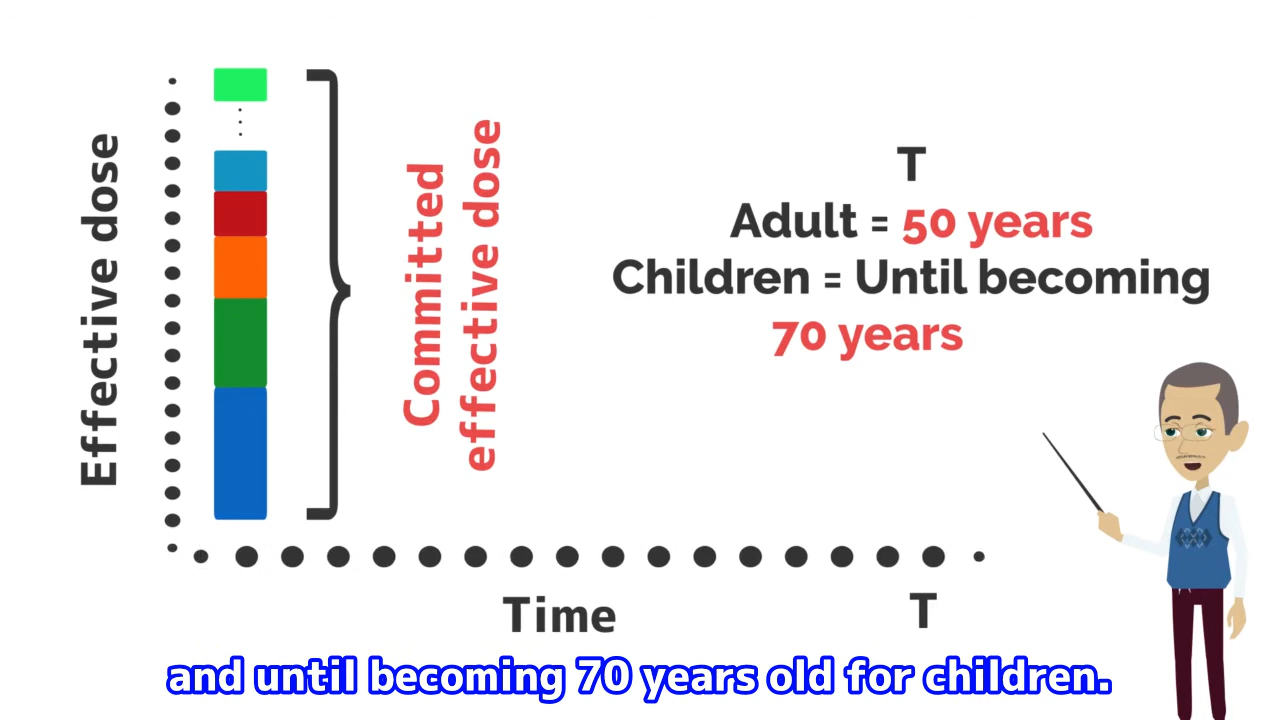 Effective dose
Committed
effective dose
T
Adult = 50 years
Children = Until becoming
70 years
Time
T
and until becoming 70 years old for children.